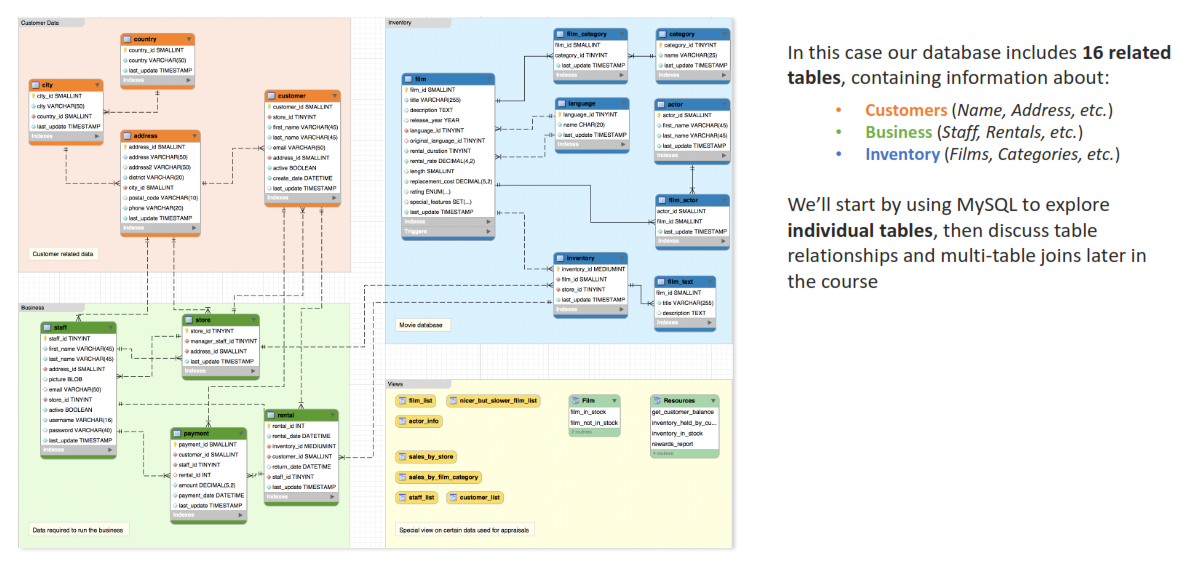 Customer Data
country
country_id SMALLINT
country VARCHAR(50)
last_update TIMESTAMP
Indexes
city
city_id SMALLINT
city VARCHAR(50)
country_id SMALLINT
last_update TIMESTAMP
Indexes
address
address_id SMALLINT
address VARCHAR(50)
address2 VARCHAR(50)
district VARCHAR(20)
city_id SMALLINT
postal_code VARCHAR(10)
phone VARCHAR(20)
last_update TIMESTAMP
Indexes
customer
customer_id SMALLINT
store_id TINYINT
first_name VARCHAR(45)
last_name VARCHAR(45)
email VARCHAR(50)
address_id SMALLINT
active BOOLEAN
create_date DATETIME
last_update TIMESTAMP
Indexes
Customer related data
Inventory
film
film_id SMALLINT
title VARCHAR(255)
description TEXT
release_year YEAR
language_id TINYINT
original_language_id TINYINT
rental_duration TINYINT
rental_rate DECIMAL(4,2)
length SMALLINT
replacement_cost DECIMAL(5,2)
rating ENUM(...)
special_features SET(...)
last_update TIMESTAMP
Indexes
Triggers
film_category
film_id SMALLINT
category_id TINYINT
last_update TIMESTAMP
Indexes
category
category_id TINYINT
name VARCHAR(25)
last_update TIMESTAMP
Indexes
language
language_id TINYINT
name CHAR(20)
last_update TIMESTAMP
Indexes
actor
actor_id SMALLINT
first_name VARCHAR(45)
last_name VARCHAR(45)
last_update TIMESTAMP
Indexes
film_actor
actor_id SMALLINT
film_id SMALLINT
last_update TIMESTAMP
Indexes
inventory
inventory_id MEDIUMINT
film_id SMALLINT
store_id TINYINT
last_update TIMESTAMP
Indexes
film_text
film_id SMALLINT
title VARCHAR(255)
description TEXT
Indexes
Movie database
Business
staff
staff_id TINYINT
first_name VARCHAR(45)
last_name VARCHAR(45)
address_id SMALLINT
picture BLOB
email VARCHAR(50)
store_id TINYINT
active BOOLEAN
username VARCHAR(16)
password VARCHAR(40)
last_update TIMESTAMP
Indexes
store
store_id TINYINT
manager_staff_id TINYINT
address_id SMALLINT
last_update TIMESTAMP
Indexes
payment
payment_id SMALLINT
customer_id SMALLINT
staff_id TINYINT
rental_id INT
amount DECIMAL(5,2)
payment_date DATETIME
last_update TIMESTAMP
Indexes
rental
rental_id INT
rental_date DATETIME
inventory_id MEDIUMINT
customer_id SMALLINT
return_date DATETIME
staff_id TINYINT
last_update TIMESTAMP
Indexes
Data required to run the business
Views
film_list
nicer_but_slower_film_list
actor_info
sales_by_store
sales_by_film_category
staff_list
customer_list
Film
film_in_stock
film_not_in_stock
2 routines
Resources
get_customer_balance
inventory_held_by_cu...
inventory_in_stock
rewards_report
4 routines
Special view on certain data used for appraisals
In this case our database includes 16 related
tables, containing information about:
• Customers (Name, Address, etc.)
• Business (Staff, Rentals, etc.)
• Inventory (Films, Categories, etc.)
We’ll start by using MySQL to explore
individual tables, then discuss table
relationships and multi-table joins later in
the course